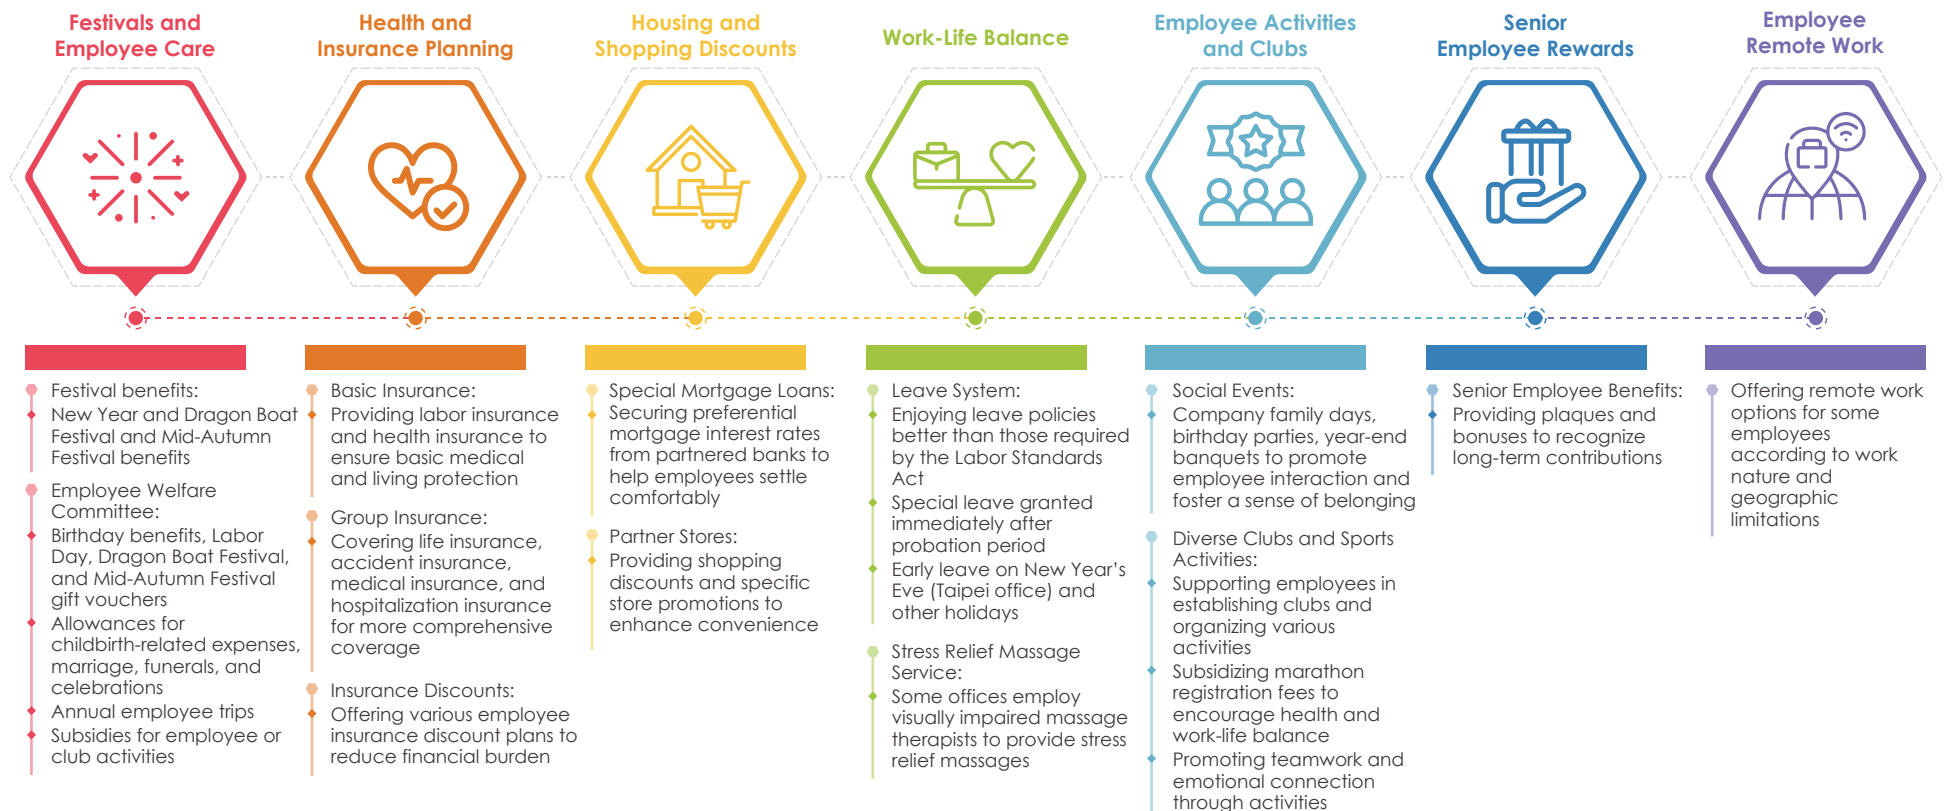 Festivals and
Employee Care
Health and
Insurance Planning
Housing and
Shopping Discounts
Work-Life Balance
Employee Activities
and Clubs
Senior
Employee Rewards
Employee
Remote Work
Festival benefits:
New Year and Dragon Boat
Festival and Mid-Autumn
Festival benefits
Employee Welfare
Committee:
Birthday benefits, Labor
Day, Dragon Boat Festival,
and Mid-Autumn Festival
gift vouchers
Allowances for
childbirth-related expenses,
marriage, funerals, and
celebrations
Annual employee trips
Subsidies for employee or
club activities
Basic Insurance:
Providing labor insurance
and health insurance to
ensure basic medical
and living protection
Group Insurance:
Covering life insurance,
accident insurance,
medical insurance, and
hospitalization insurance
for more comprehensive
coverage
Insurance Discounts:
Offering various employee
insurance discount plans to
reduce financial burden
Special Mortgage Loans:
Securing preferential
mortgage interest rates
from partnered banks to
help employees settle
comfortably
Partner Stores:
Providing shopping
discounts and specific
store promotions to
enhance convenience
Leave System:
Enjoying leave policies
better than those required
by the Labor Standards
Act
Special leave granted
immediately after
probation period
Early leave on New Year’s
Eve (Taipei office) and
other holidays
Stress Relief Massage
Service:
Some offices employ
visually impaired massage
therapists to provide stress
relief massages
Social Events:
Company family days,
birthday parties, year-end
banquets to promote
employee interaction and
foster a sense of belonging
Diverse Clubs and Sports
Activities:
Supporting employees in
establishing clubs and
organizing various
activities
Subsidizing marathon
registration fees to
encourage health and
work-life balance
Promoting teamwork and
emotional connection
through activities
Senior Employee Benefits:
Providing plaques and
bonuses to recognize
long-term contributions
Offering remote work
options for some
employees
according to work
nature and
geographic
limitations